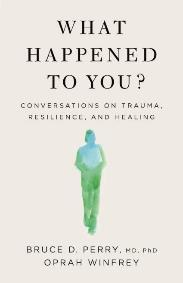 WHAT
HAPPENED
TO YOU?
CONVERSATIONS ON TRAUMA,
RESILIENCE, AND HEALING
BRUCE D. PERRY, MD, PhD
OPRAH WINFREY